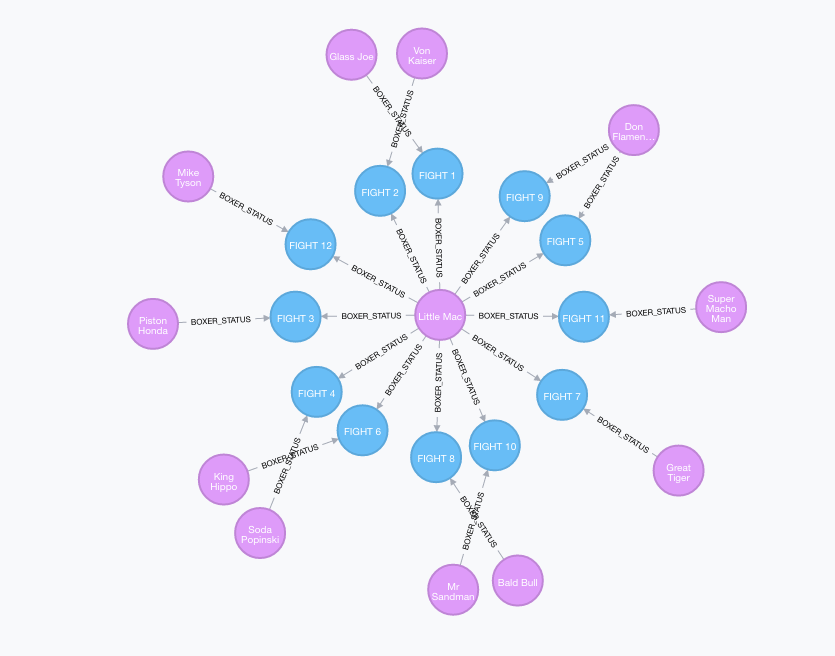 Glass Joe
Von
Kaiser
BOXER_STATUS
BOXER_STATUS
Don
Flamen...
BOXER_STATUS
BOXER_STATUS
Mike
Tyson
BOXER_STATUS
FIGHT 2
FIGHT 1
FIGHT 9
FIGHT 5
FIGHT 12
BOXER_STATUS
BOXER_STATUS
BOXER_STATUS
BOXER_STATUS
BOXER_STATUS
Piston
Honda
BOXER_STATUS
FIGHT 3
BOXER_STATUS
Little Mac
BOXER_STATUS
FIGHT 11
BOXER_STATUS
Super
Macho
Man
BOXER_STATUS
BOXER_STATUS
BOXER_STATUS
BOXER_STATUS
BOXER_STATUS
FIGHT 4
FIGHT 6
FIGHT 8
FIGHT 10
FIGHT 7
BOXER_STATUS
King
Hippo
BOXER_STATUS
BOXER_STATUS
Great
Tiger
Soda
Popinski
BOXER_STATUS
BOXER_STATUS
Mr
Sandman
Bald Bull